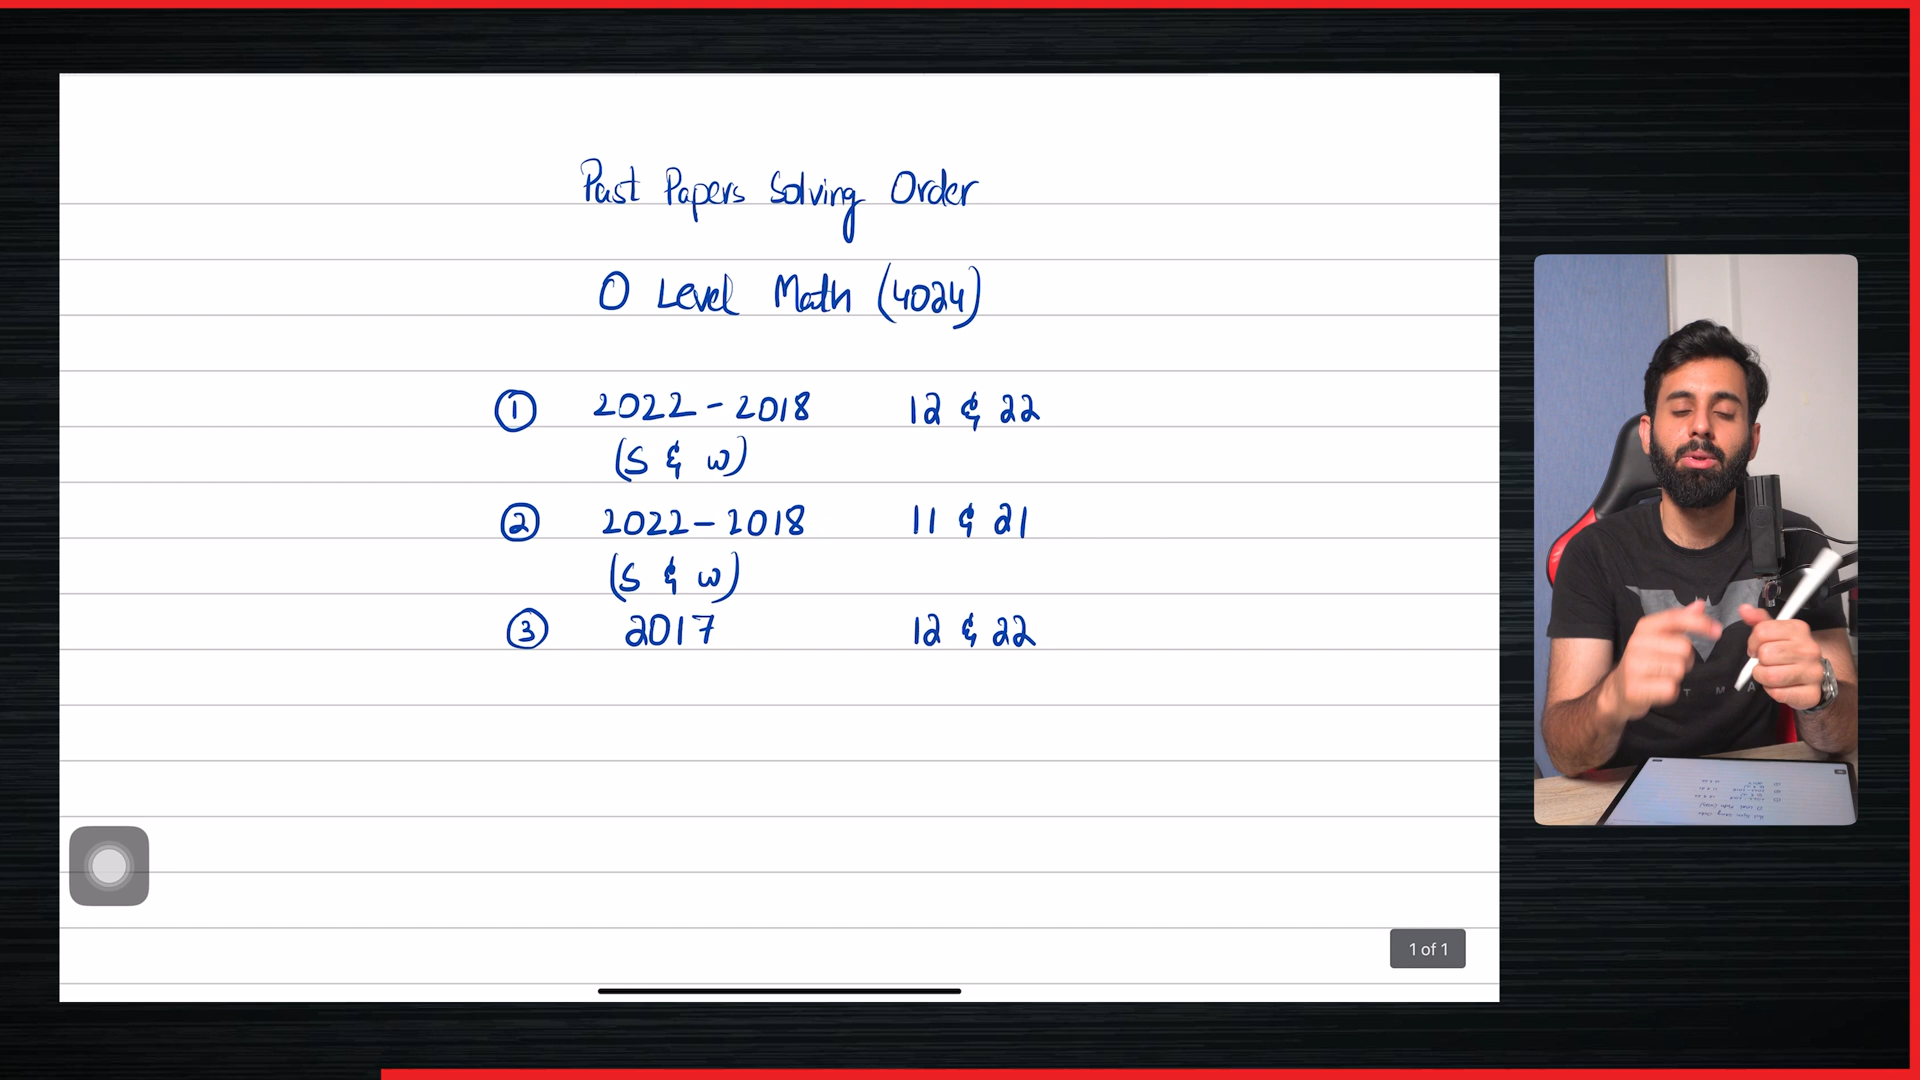 Past Papers Solving Order
O Level Math (4024)
① 2022 - 2018 12 & 22
(S & W)
② 2022 - 2018 11 & 21
(S & W)
③ 2017 12 & 22
1 of 1